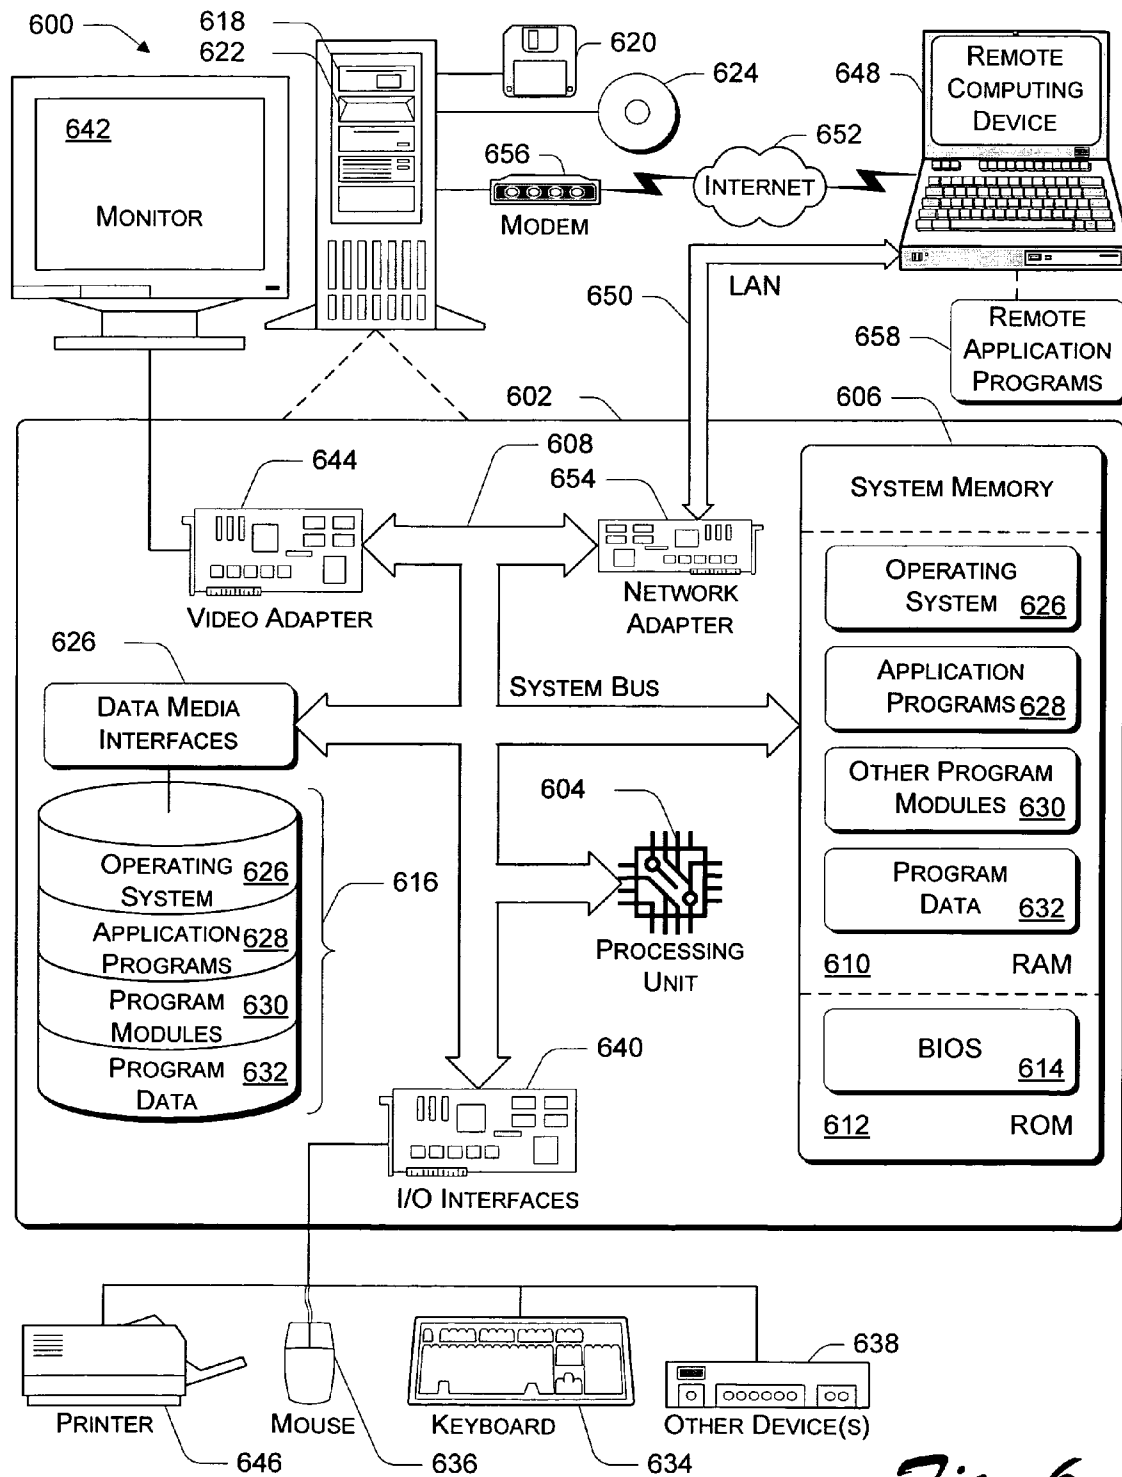 600
618
622
620
624
648
REMOTE
COMPUTING
DEVICE
642
MONITOR
656
MODEM
652
INTERNET
LAN
650
658
REMOTE
APPLICATION
PROGRAMS
602
606
644
608
654
SYSTEM MEMORY
VIDEO ADAPTER
NETWORK
ADAPTER
OPERATING
SYSTEM 626
626
DATA MEDIA
INTERFACES
SYSTEM BUS
APPLICATION
PROGRAMS 628
604
OTHER PROGRAM
MODULES 630
OPERATING
SYSTEM 626
616
APPLICATION
PROGRAMS 628
PROGRAM
MODULES 630
PROGRAM
DATA 632
PROCESSING
UNIT
PROGRAM
DATA 632
610 RAM
640
BIOS
614
612 ROM
I/O INTERFACES
638
PRINTER
MOUSE
KEYBOARD
OTHER DEVICE(S)
646
636
634
Fig. 6